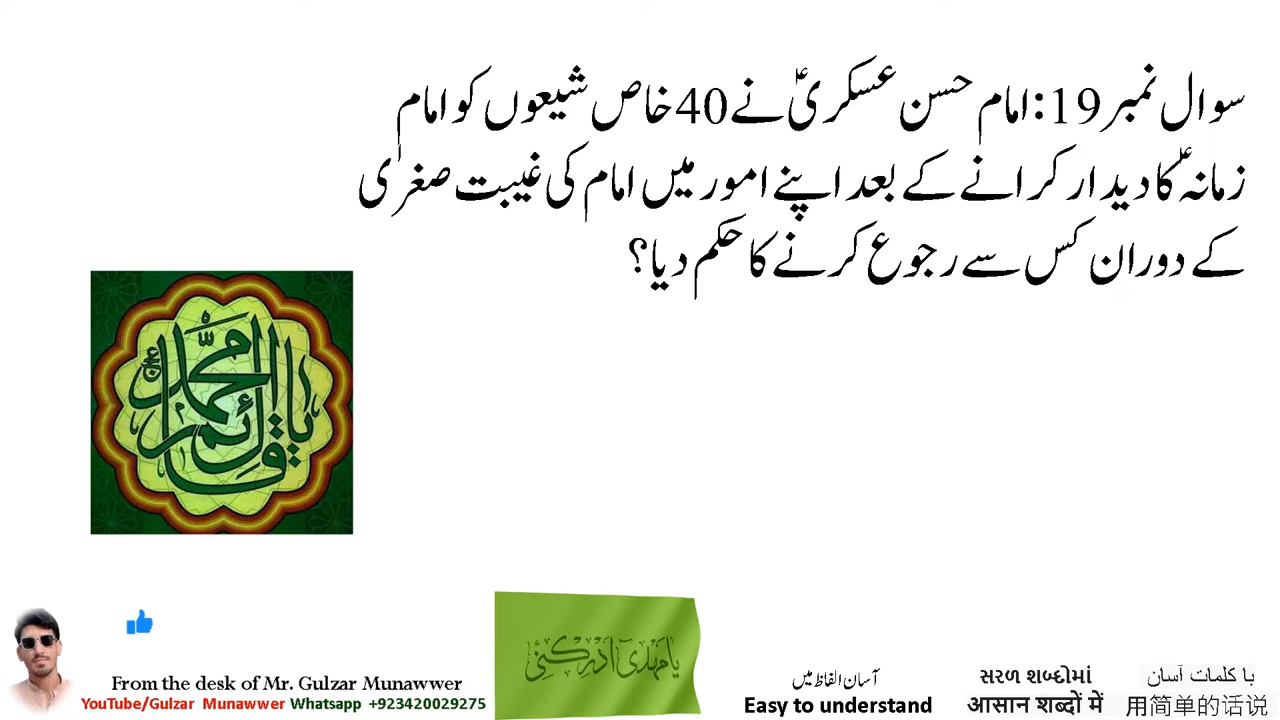 سوال نمبر 19: امام حسن عسکریؑ نے 40 خاص شیعوں کو امام
زمانہؑ کا دیدار کرانے کے بعد اپنے امور میں امام کی غیبت صغریٰ
کے دوران کس سے رجوع کرنے کا حکم دیا؟
یا قائم آل محمد
یا مهدی ادرکنی
From the desk of Mr. Gulzar Munawwer
YouTube/Gulzar Munawwer Whatsapp +923420029275
آسان الفاظ میں
Easy to understand
સરળ શબ્દોમાં
आसान शब्दों में
با کلمات آسان
用简单的话说